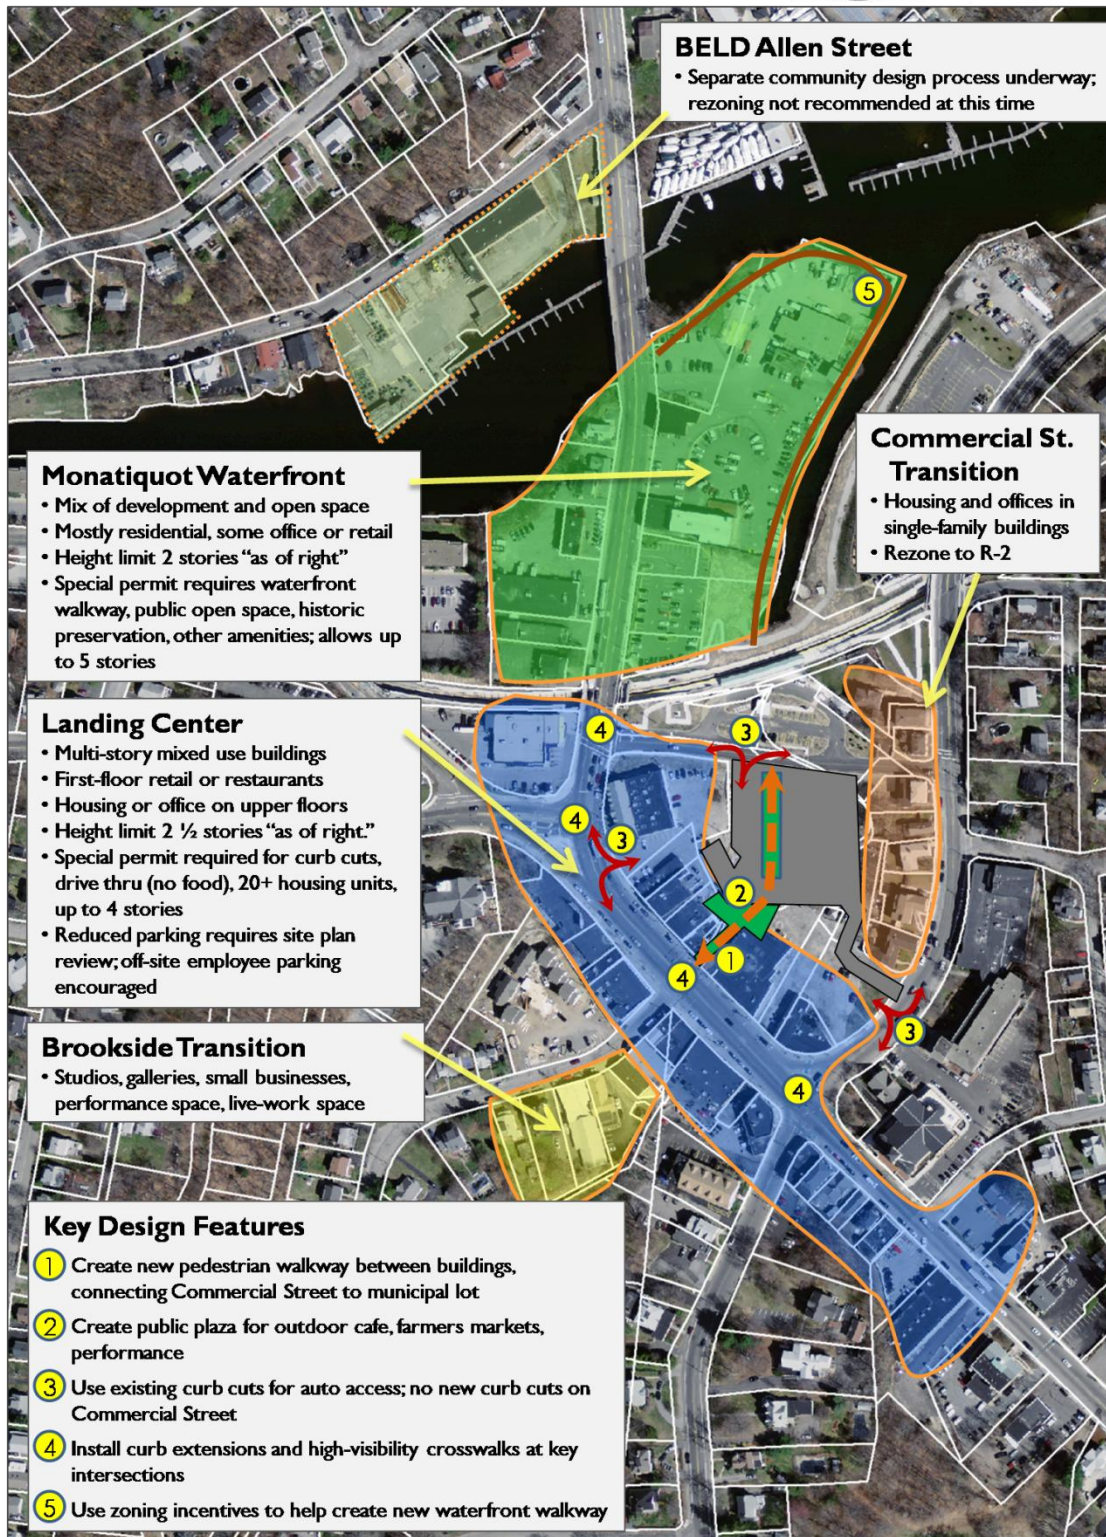 BELD Allen Street
• Separate community design process underway;
rezoning not recommended at this time
5
Commercial St.
Transition
• Housing and offices in
single-family buildings
• Rezone to R-2
Monatiquot Waterfront
• Mix of development and open space
• Mostly residential, some office or retail
• Height limit 2 stories “as of right”
• Special permit requires waterfront
walkway, public open space, historic
preservation, other amenities; allows up
to 5 stories
Landing Center
• Multi-story mixed use buildings
• First-floor retail or restaurants
• Housing or office on upper floors
• Height limit 2 ½ stories “as of right.”
• Special permit required for curb cuts,
drive thru (no food), 20+ housing units,
up to 4 stories
• Reduced parking requires site plan
review; off-site employee parking
encouraged
4
3
4
3
2
1
4
3
4
Brookside Transition
• Studios, galleries, small businesses,
performance space, live-work space
Key Design Features
1 Create new pedestrian walkway between buildings,
connecting Commercial Street to municipal lot
2 Create public plaza for outdoor cafe, farmers markets,
performance
3 Use existing curb cuts for auto access; no new curb cuts on
Commercial Street
4 Install curb extensions and high-visibility crosswalks at key
intersections
5 Use zoning incentives to help create new waterfront walkway